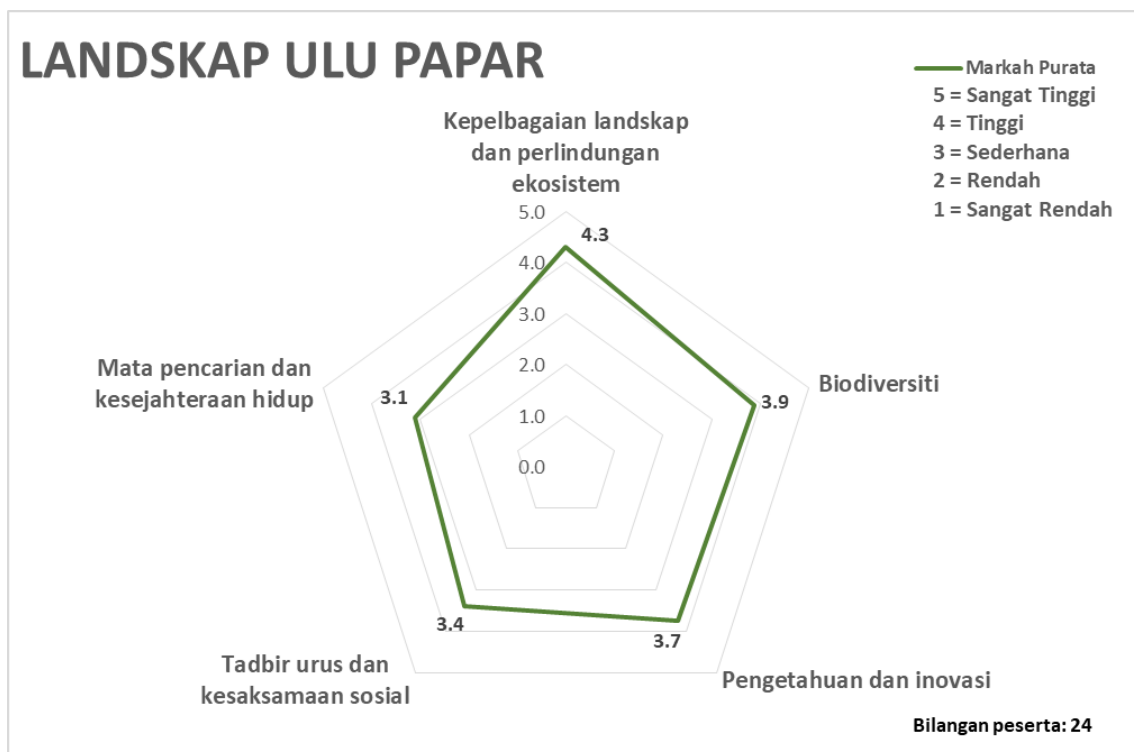 LANDSKAP ULU PAPAR
Markah Purata
5 = Sangat Tinggi
4 = Tinggi
3 = Sederhana
2 = Rendah
1 = Sangat Rendah
Kepelbagaian landskap
dan perlindungan
ekosistem
5.0
4.3
4.0
3.0
2.0
1.0
0.0
Biodiversiti
3.9
Pengetahuan dan inovasi
3.7
Tadbir urus dan
kesaksamaan sosial
3.4
Mata pencarian dan
kesejahteraan hidup
3.1
Bilangan peserta: 24